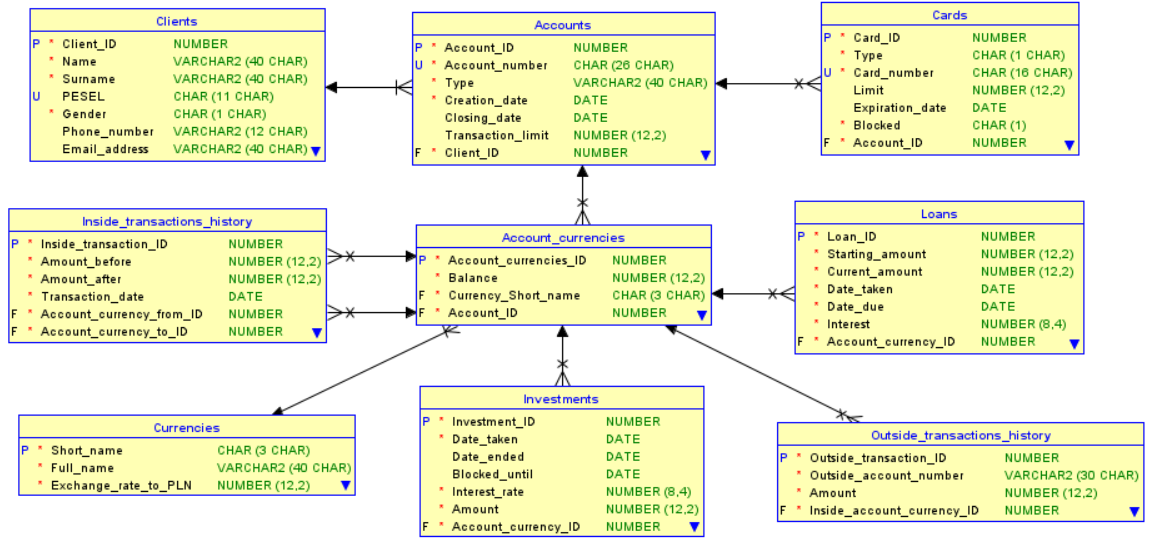 Clients
P * Client_ID NUMBER
* Name VARCHAR2 (40 CHAR)
* Surname VARCHAR2 (40 CHAR)
U PESEL CHAR (11 CHAR)
* Gender CHAR (1 CHAR)
Phone_number VARCHAR2 (12 CHAR)
Email_address VARCHAR2 (40 CHAR)
Accounts
P * Account_ID NUMBER
U * Account_number CHAR (26 CHAR)
* Type VARCHAR2 (40 CHAR)
* Creation_date DATE
Closing_date DATE
Transaction_limit NUMBER (12,2)
F * Client_ID NUMBER
Cards
P * Card_ID NUMBER
* Type CHAR (1 CHAR)
U * Card_number CHAR (16 CHAR)
Limit NUMBER (12,2)
Expiration_date DATE
* Blocked CHAR (1)
F * Account_ID NUMBER
Inside_transactions_history
P * Inside_transaction_ID NUMBER
* Amount_before NUMBER (12,2)
* Amount_after NUMBER (12,2)
* Transaction_date DATE
F * Account_currency_from_ID NUMBER
F * Account_currency_to_ID NUMBER
Account_currencies
P * Account_currencies_ID NUMBER
* Balance NUMBER (12,2)
F * Currency_Short_name CHAR (3 CHAR)
F * Account_ID NUMBER
Loans
P * Loan_ID NUMBER
* Starting_amount NUMBER (12,2)
* Current_amount NUMBER (12,2)
* Date_taken DATE
* Date_due DATE
* Interest NUMBER (8,4)
F * Account_currency_ID NUMBER
Currencies
P * Short_name CHAR (3 CHAR)
* Full_name VARCHAR2 (40 CHAR)
* Exchange_rate_to_PLN NUMBER (12,2)
Investments
P * Investment_ID NUMBER
* Date_taken DATE
Date_ended DATE
Blocked_until DATE
* Interest_rate NUMBER (8,4)
* Amount NUMBER (12,2)
F * Account_currency_ID NUMBER
Outside_transactions_history
P * Outside_transaction_ID NUMBER
* Outside_account_number VARCHAR2 (30 CHAR)
* Amount NUMBER (12,2)
F * Inside_account_currency_ID NUMBER